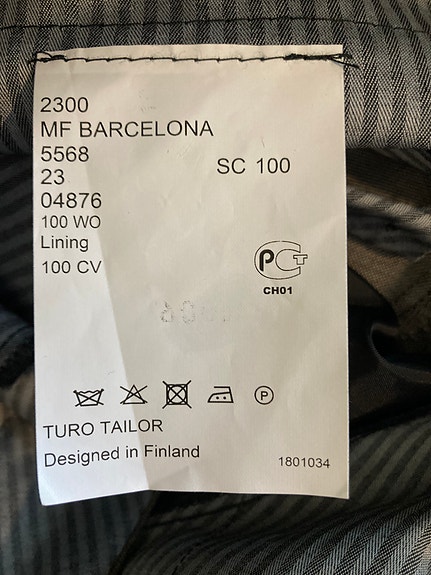 2300
MF BARCELONA
5568
SC 100
23
04876
100 WO
Lining
100 CV
PCT
CH01
P
TURO TAILOR
Designed in Finland
1801034